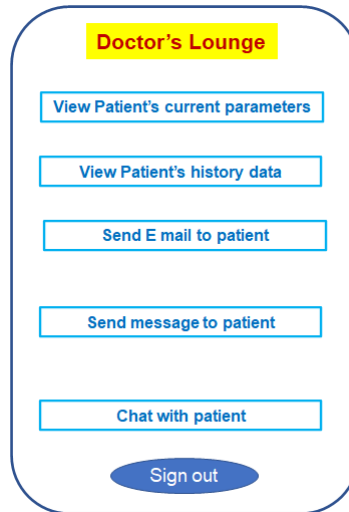 Doctor’s Lounge
View Patient’s current parameters
View Patient’s history data
Send E mail to patient
Send message to patient
Chat with patient
Sign out